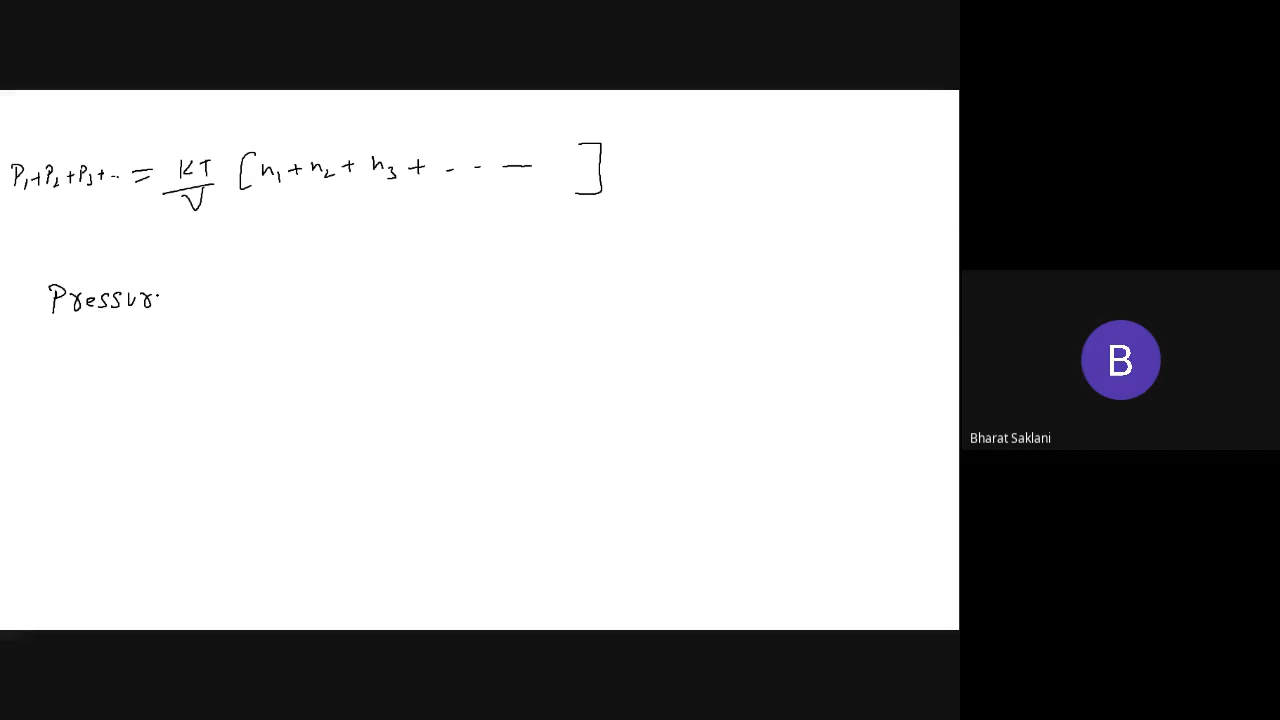 P₁+P₂+P₃+.. = KT/V [n₁+n₂+n₃+ - - — ]
Pressur
B
Bharat Saklani